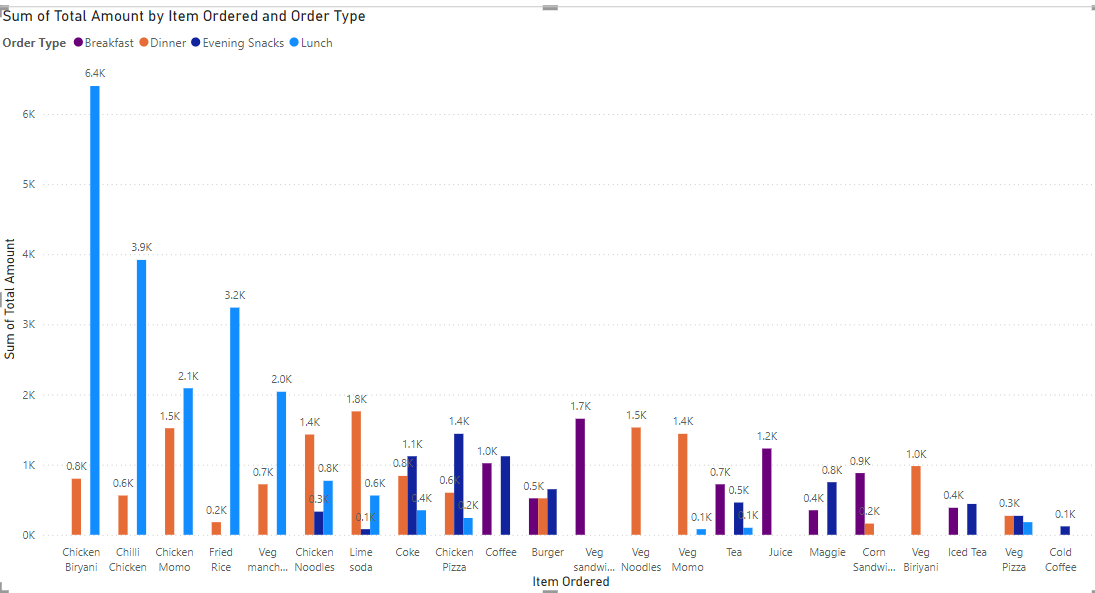 Sum of Total Amount by Item Ordered and Order Type
Order Type Breakfast Dinner Evening Snacks Lunch
Sum of Total Amount
6K
5K
4K
3K
2K
1K
0K
0.8K 6.4K
0.6K 3.9K
1.5K 2.1K
0.2K 3.2K
0.7K 2.0K
1.4K 0.3K 0.8K
1.8K 0.1K 0.6K
0.8K 1.1K 0.4K
0.6K 1.4K 0.2K
1.0K
0.5K
1.7K
1.5K
1.4K 0.1K
0.7K 0.5K 0.1K
1.2K
0.4K 0.8K
0.9K 0.2K
1.0K
0.4K
0.3K
0.1K
Chicken Biryani
Chilli Chicken
Chicken Momo
Fried Rice
Veg manch...
Chicken Noodles
Lime soda
Coke
Chicken Pizza
Coffee
Burger
Veg sandwi...
Veg Noodles
Veg Momo
Tea
Juice
Maggie
Corn Sandwi...
Veg Biriyani
Iced Tea
Veg Pizza
Cold Coffee
Item Ordered